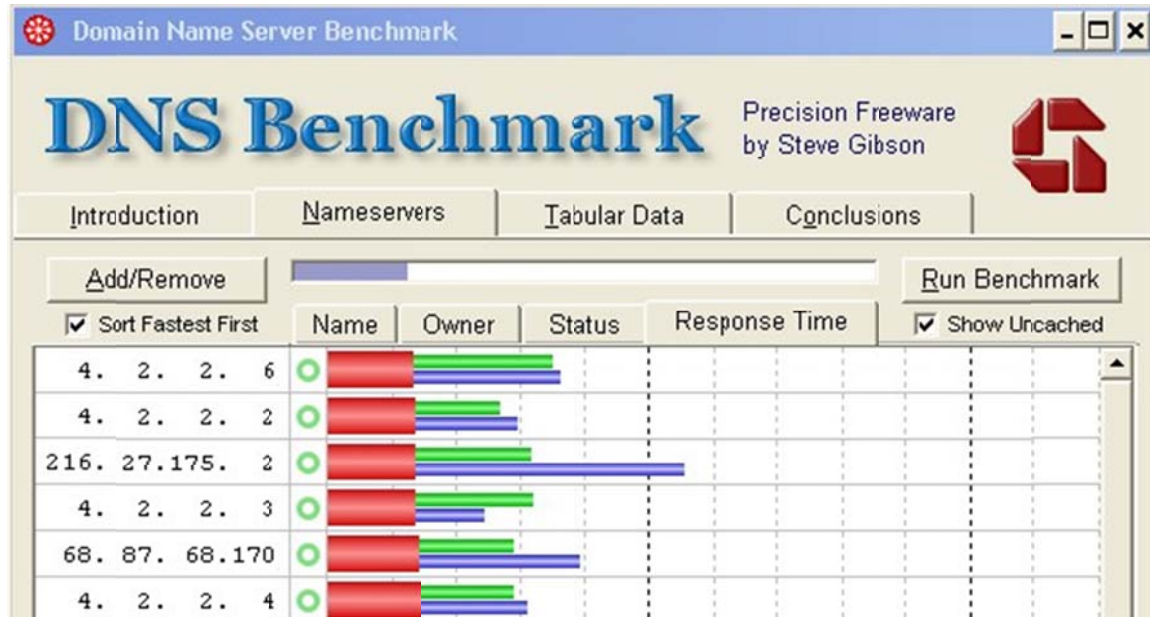 Domain Name Server Benchmark
DNS Benchmark
Precision Freeware
by Steve Gibson
Introduction Nameservers Tabular Data Conclusions
Add/Remove Run Benchmark
Sort Fastest First Name Owner Status Response Time Show Uncached
4. 2. 2. 6
4. 2. 2. 2
216. 27.175. 2
4. 2. 2. 3
68. 87. 68.170
4. 2. 2. 4